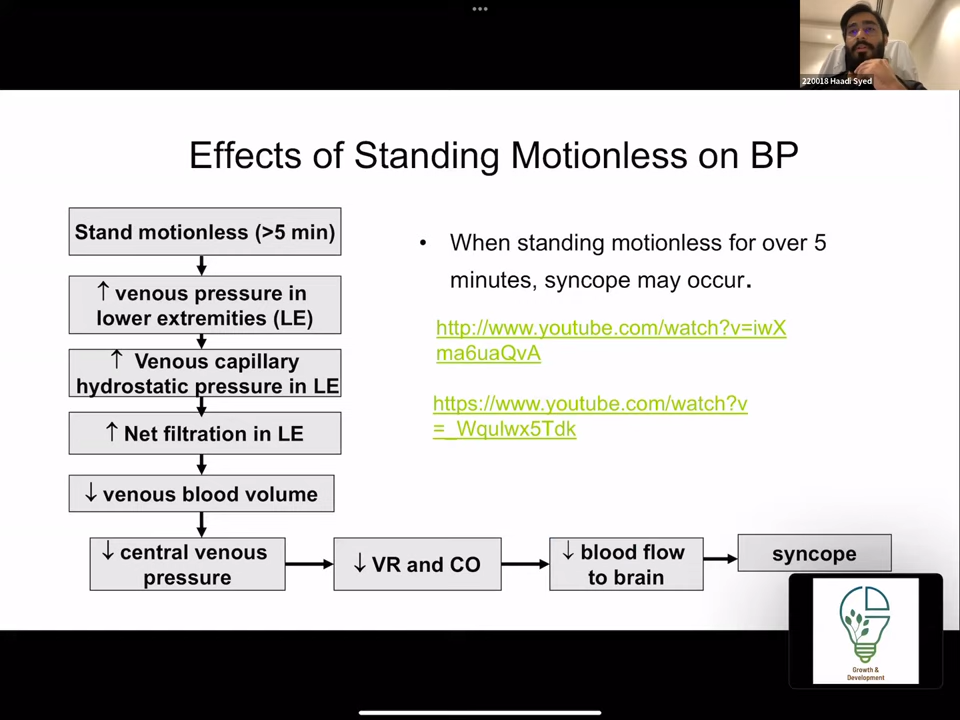 220018 Haadi Syed
Effects of Standing Motionless on BP
Stand motionless (>5 min)
↑ venous pressure in
lower extremities (LE)
↑ Venous capillary
hydrostatic pressure in LE
↑ Net filtration in LE
↓ venous blood volume
↓ central venous
pressure
↓ VR and CO
↓ blood flow
to brain
syncope
• When standing motionless for over 5
minutes, syncope may occur.
http://www.youtube.com/watch?v=iwX
ma6uaQvA
https://www.youtube.com/watch?v
=_Wqulwx5Tdk
Growth &
Development